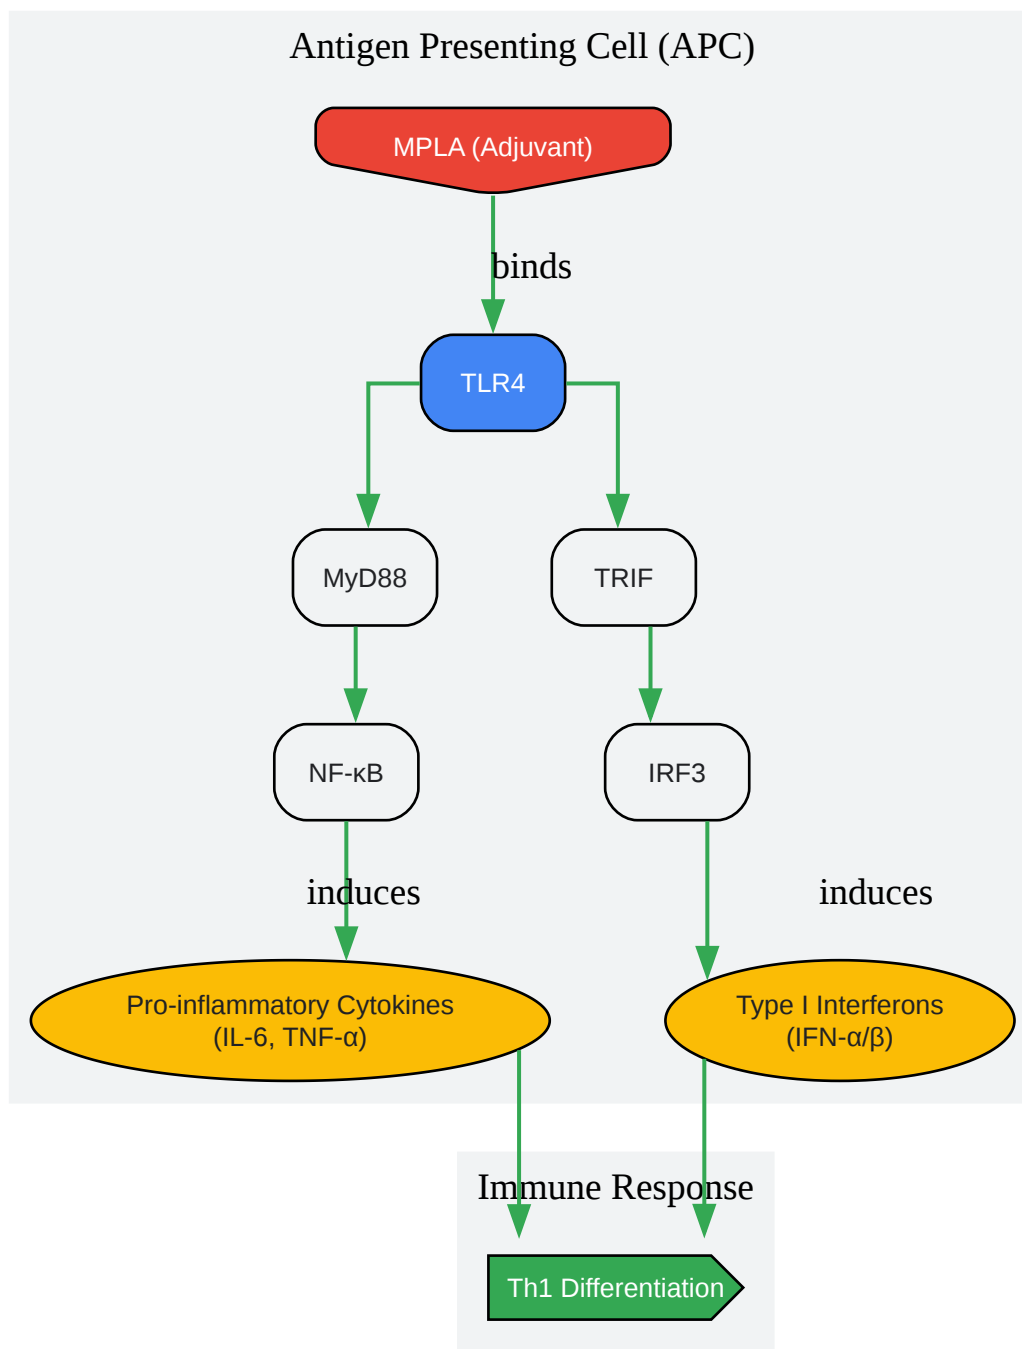 Antigen Presenting Cell (APC)
MPLA (Adjuvant)
binds
TLR4
MyD88
TRIF
NF-κB
IRF3
induces
induces
Pro-inflammatory Cytokines
(IL-6, TNF-α)
Type I Interferons
(IFN-α/β)
Immune Response
Th1 Differentiation